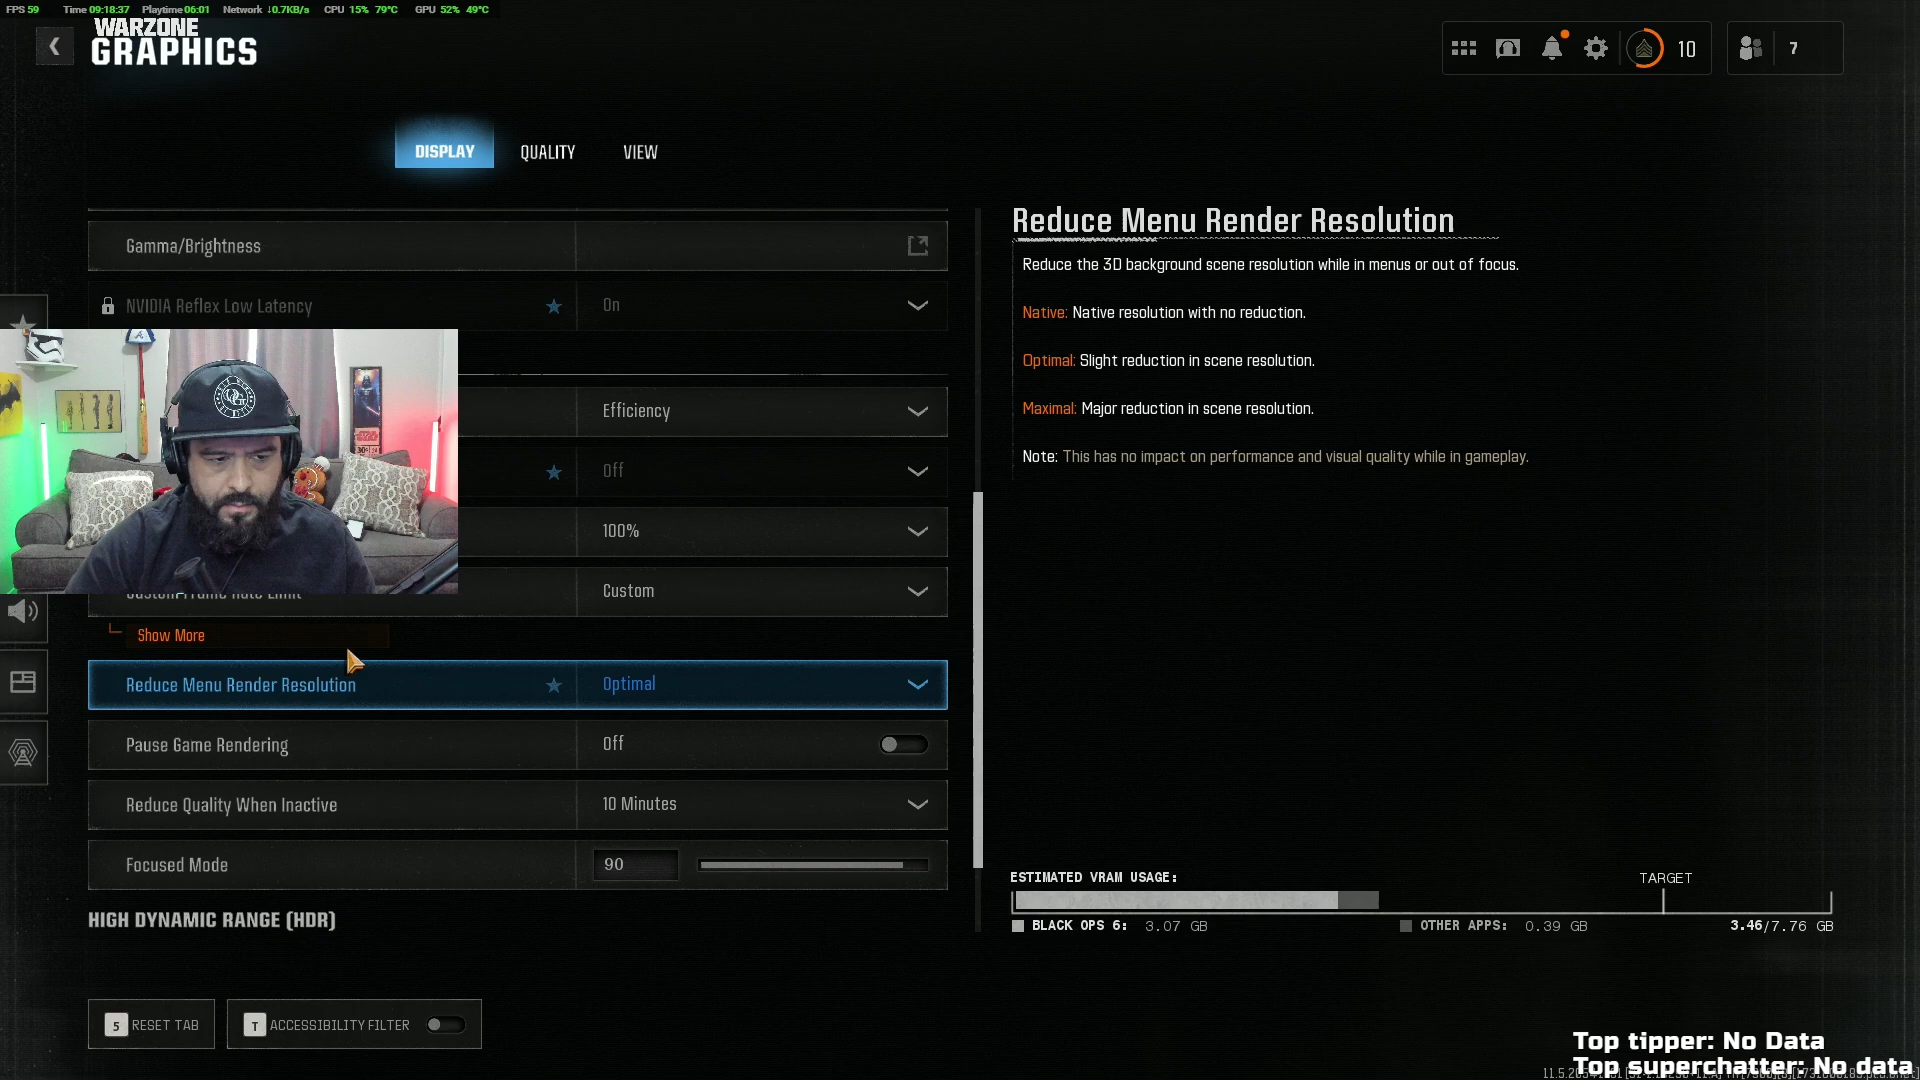 FPS 59 Time 09:18:37 Playtime 06:01 Network ↓0.7KB/s CPU 15% 79°C GPU 52% 49°C
WARZONE
GRAPHICS
10
7
DISPLAY
QUALITY
VIEW
Gamma/Brightness
NVIDIA Reflex Low Latency
On
Efficiency
Off
100%
Custom Frame Rate Limit
Custom
Show More
Reduce Menu Render Resolution
Optimal
Pause Game Rendering
Off
Reduce Quality When Inactive
10 Minutes
Focused Mode
90
HIGH DYNAMIC RANGE (HDR)
5 RESET TAB
T ACCESSIBILITY FILTER
Reduce Menu Render Resolution
Reduce the 3D background scene resolution while in menus or out of focus.
Native: Native resolution with no reduction.
Optimal: Slight reduction in scene resolution.
Maximal: Major reduction in scene resolution.
Note: This has no impact on performance and visual quality while in gameplay.
ESTIMATED VRAM USAGE:
TARGET
BLACK OPS 6: 3.07 GB
OTHER APPS: 0.39 GB
3.46/7.76 GB
Top tipper: No Data
Top superchatter: No data